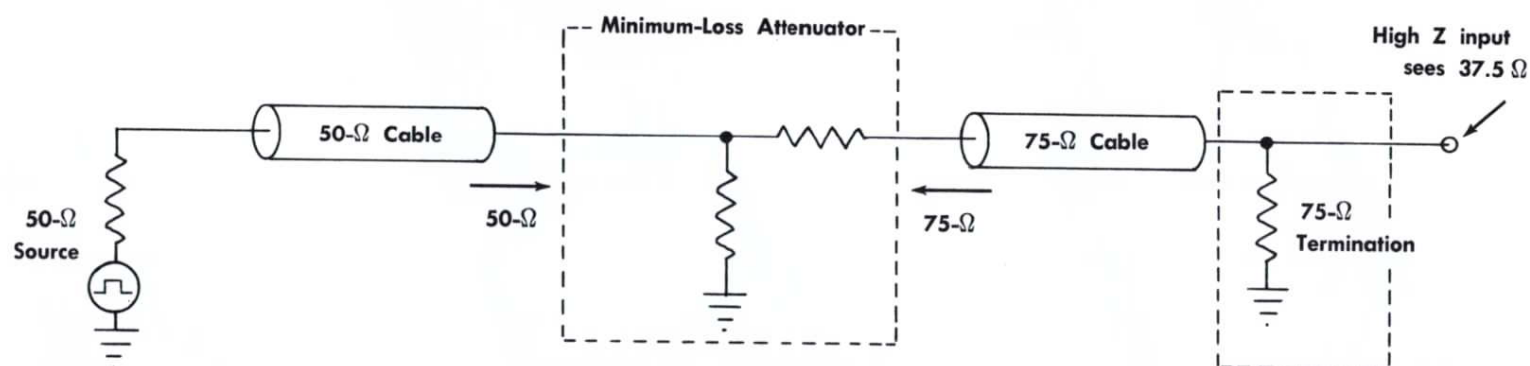 Minimum-Loss Attenuator
High Z input
sees 37.5 Ω
50-Ω Cable
75-Ω Cable
50-Ω
Source
50-Ω
75-Ω
75-Ω
Termination